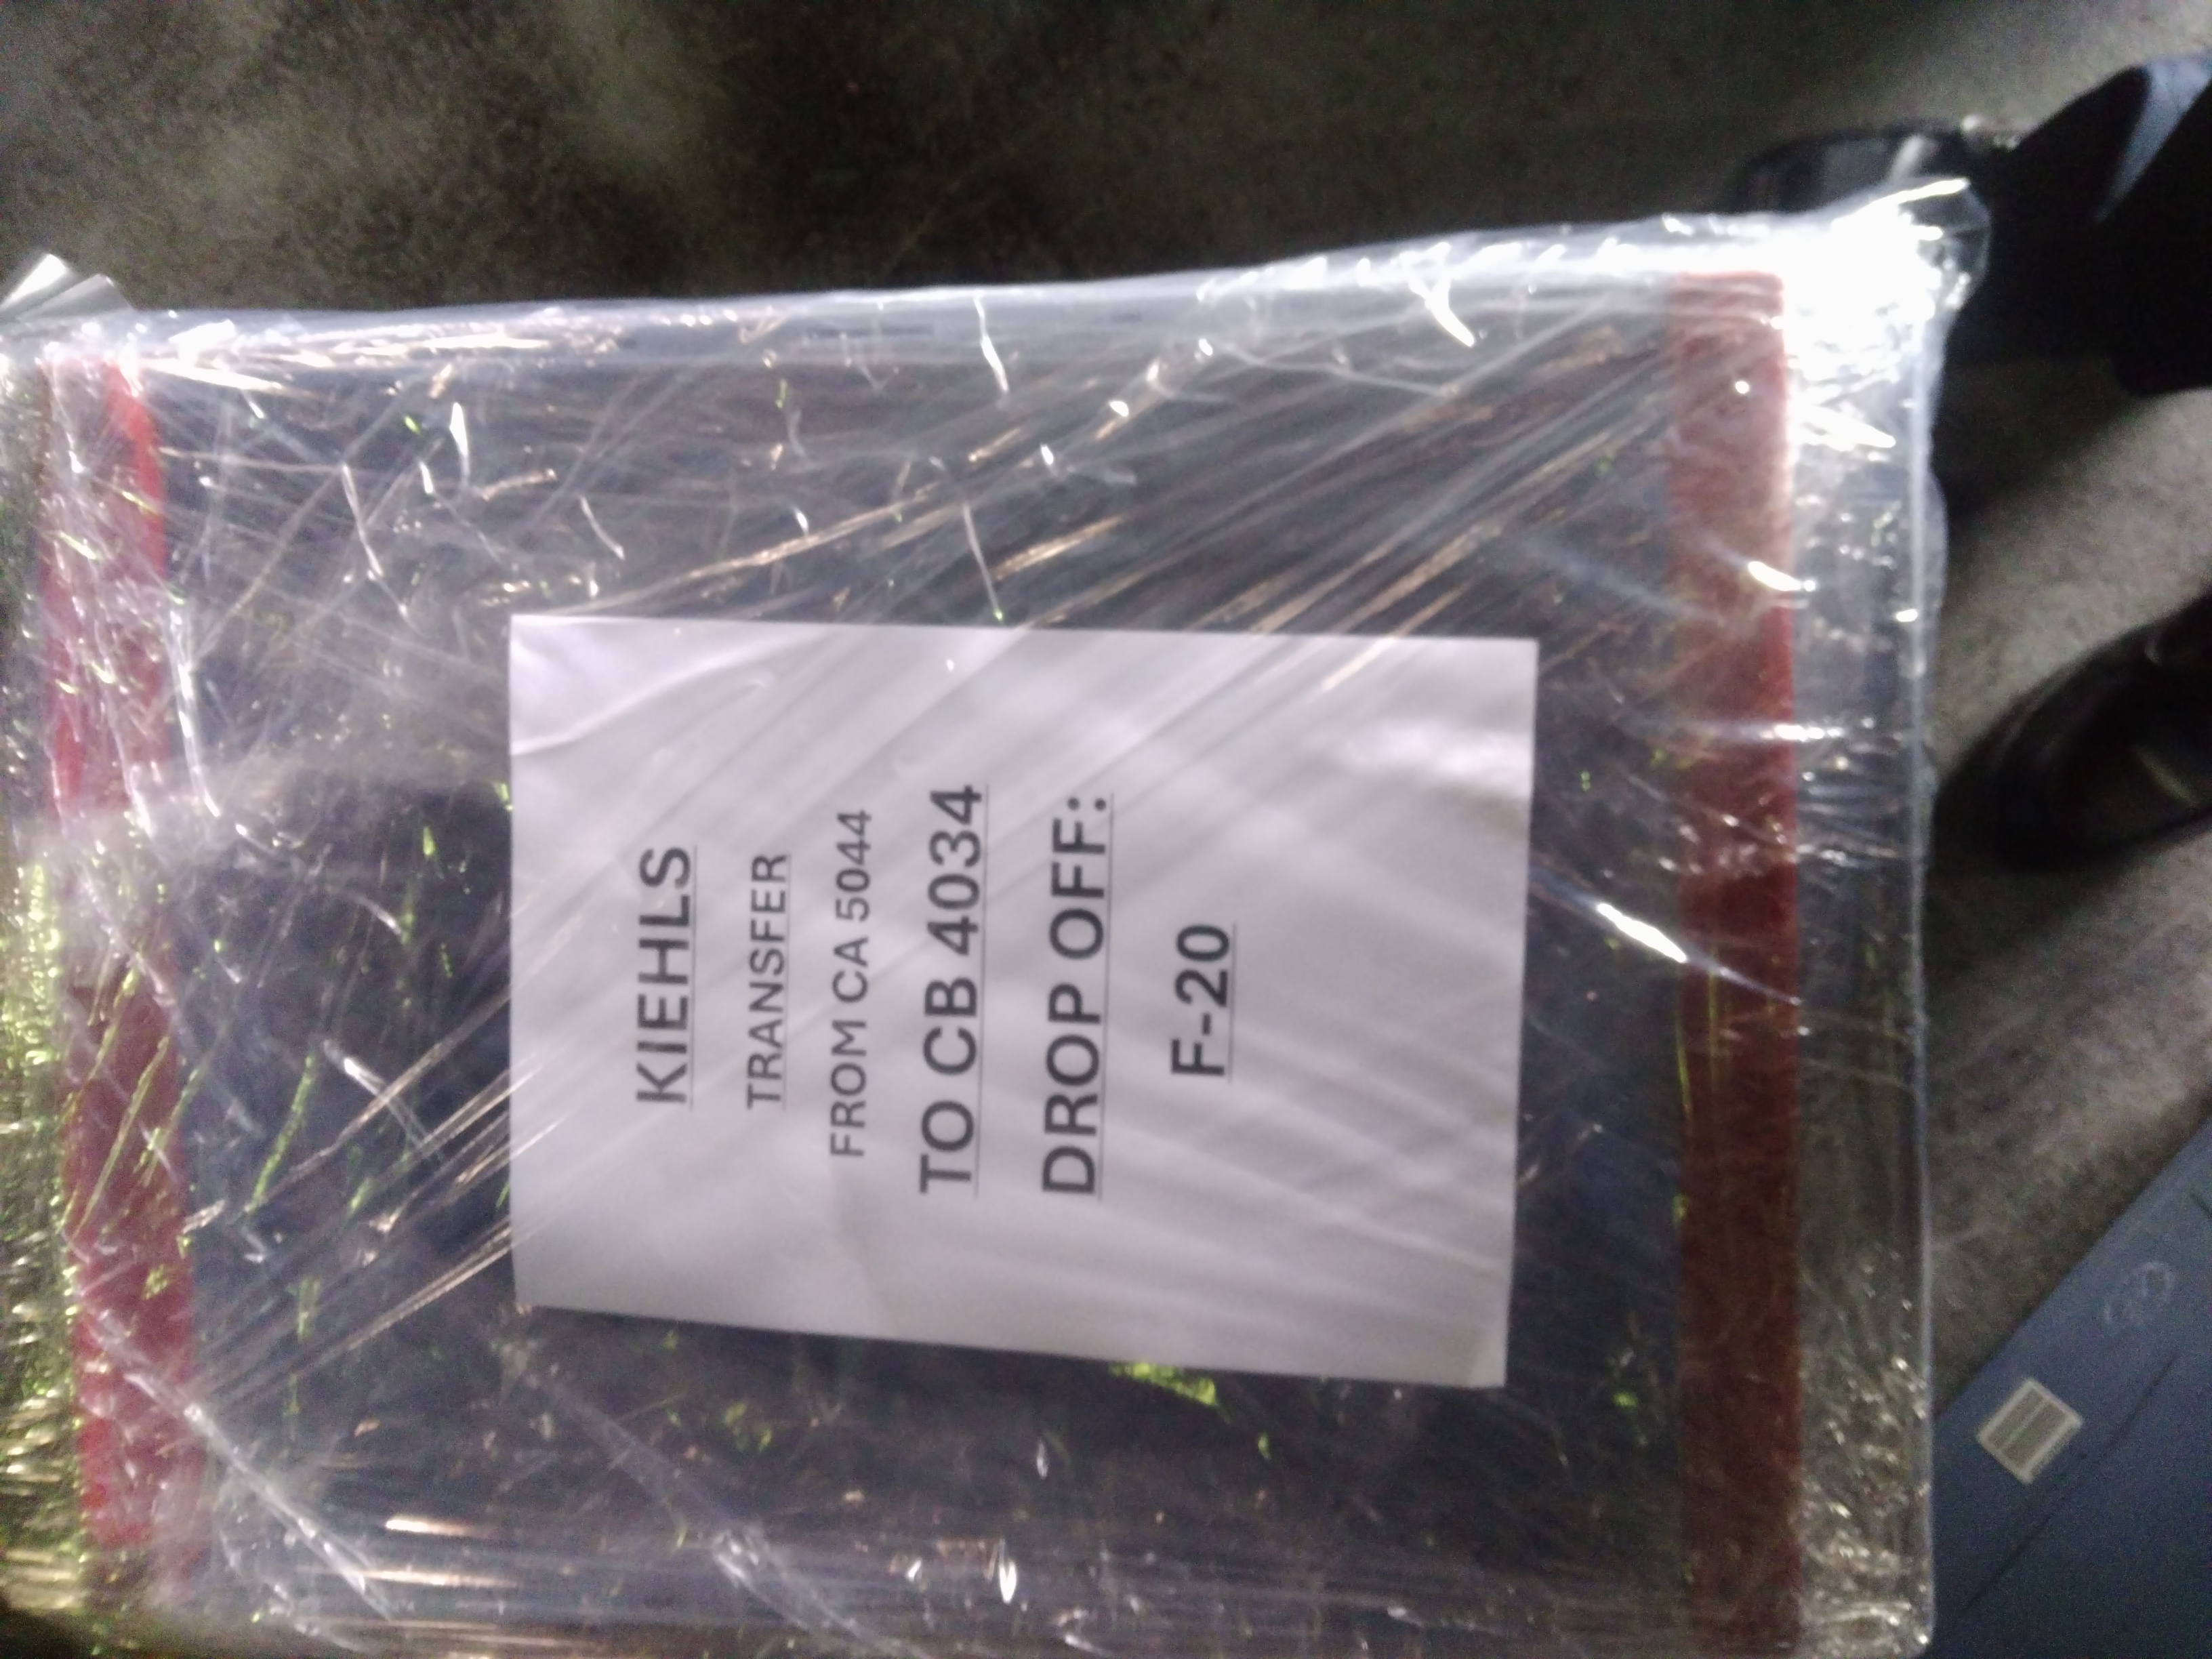 KIEHLS
TRANSFER
FROM CA 5044
TO CB 4034
DROP OFF:
F-20